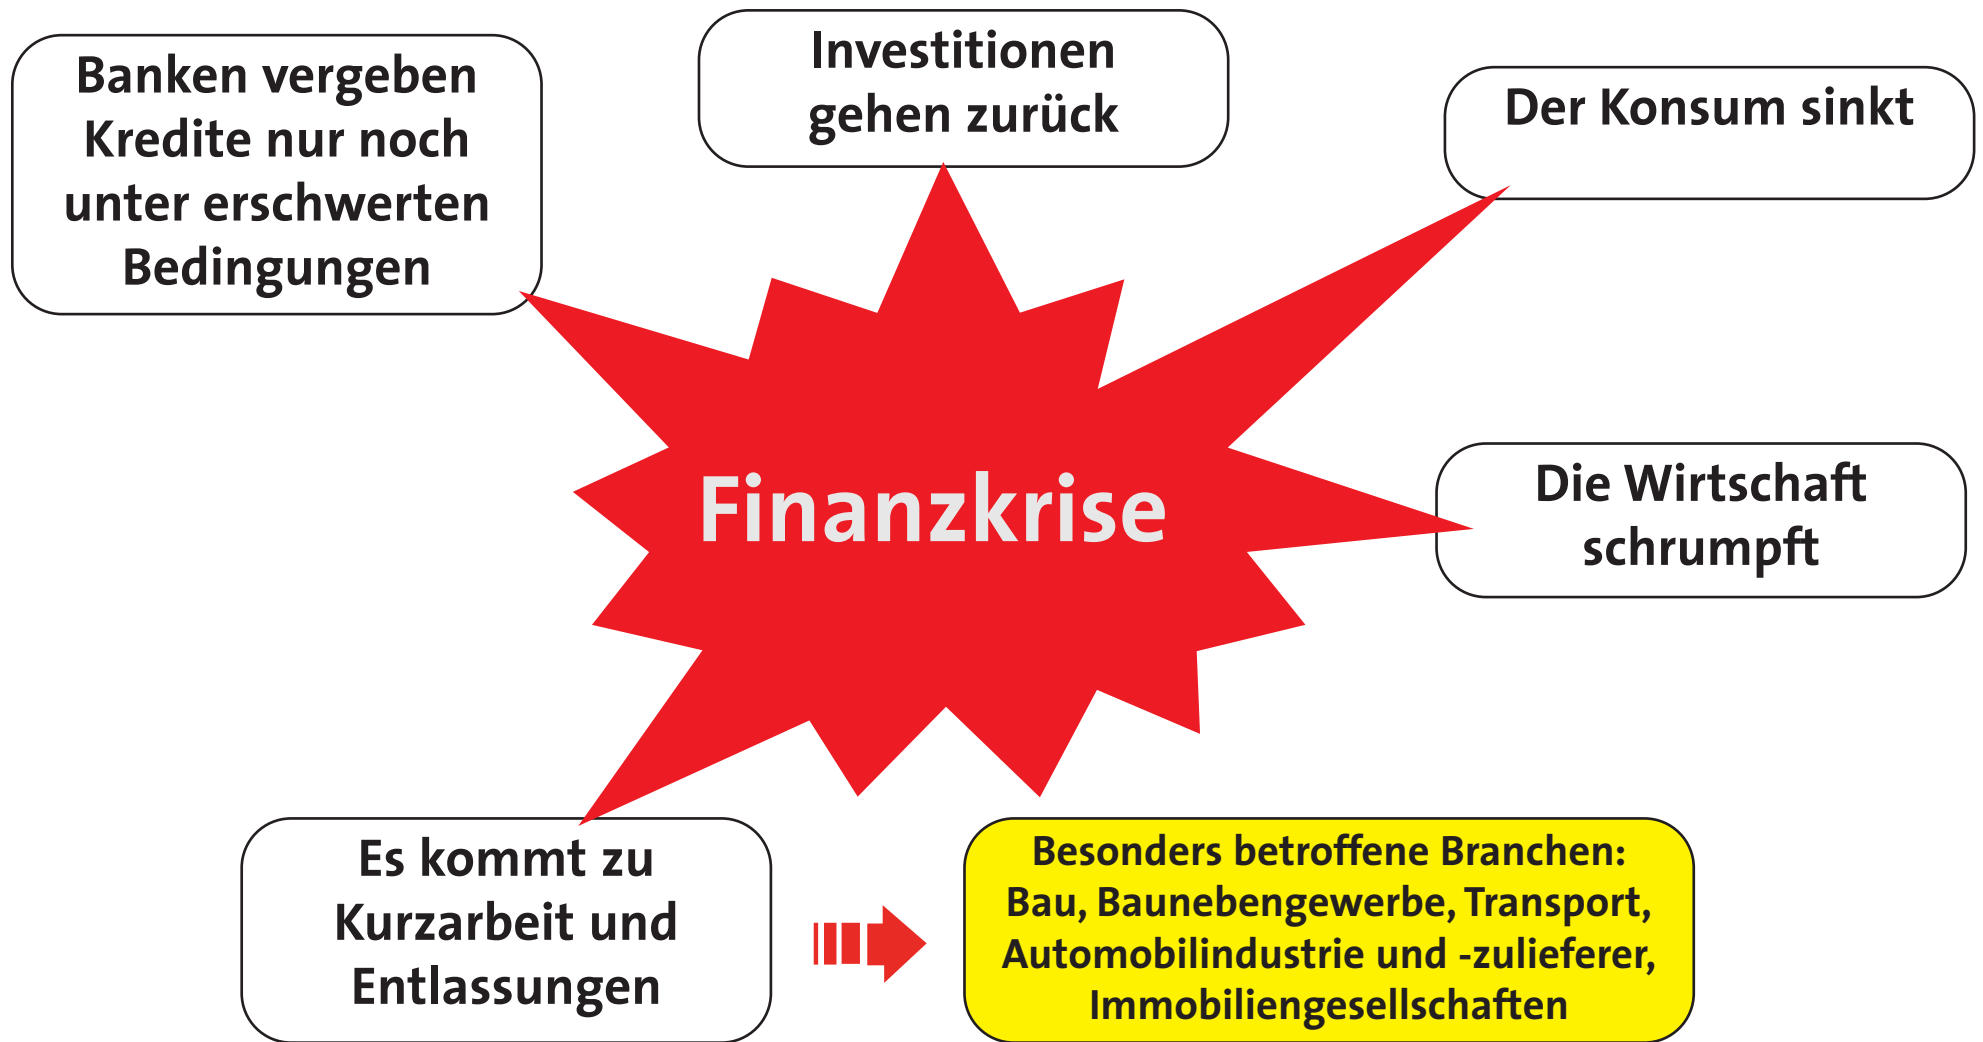 Banken vergeben
Kredite nur noch
unter erschwerten
Bedingungen
Investitionen
gehen zurück
Der Konsum sinkt
Finanzkrise
Die Wirtschaft
schrumpft
Es kommt zu
Kurzarbeit und
Entlassungen
Besonders betroffene Branchen:
Bau, Baunebengewerbe, Transport,
Automobilindustrie und -zulieferer,
Immobiliengesellschaften